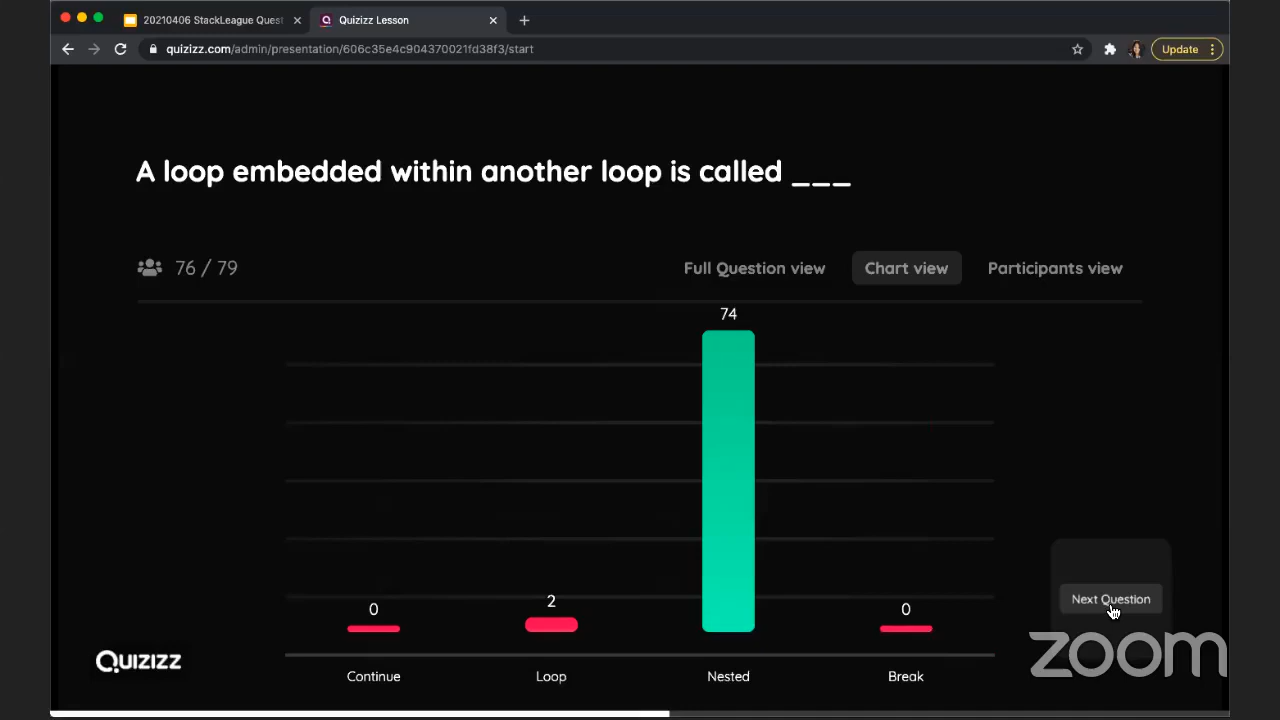 20210406 StackLeague Quest
Quizizz Lesson
quizizz.com/admin/presentation/606c35e4c904370021fd38f3/start
Update
A loop embedded within another loop is called ___
76 / 79
Full Question view
Chart view
Participants view
74
0
2
0
Next Question
Quizizz
zoom
Continue
Loop
Nested
Break